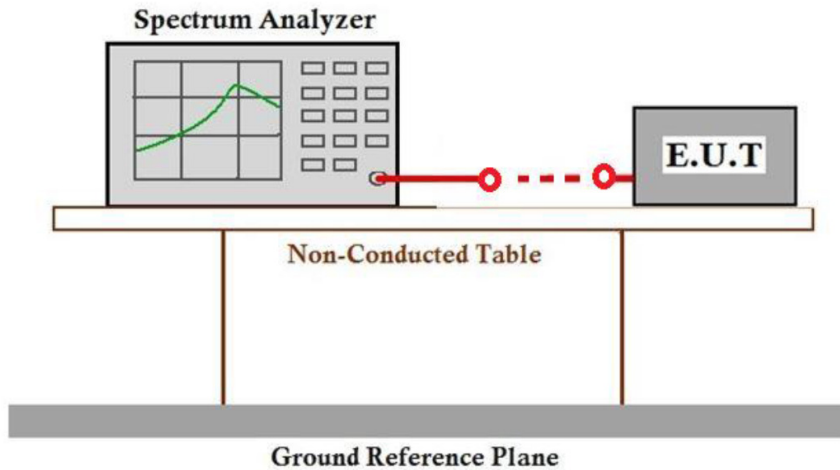 Spectrum Analyzer
E.U.T
Non-Conducted Table
Ground Reference Plane